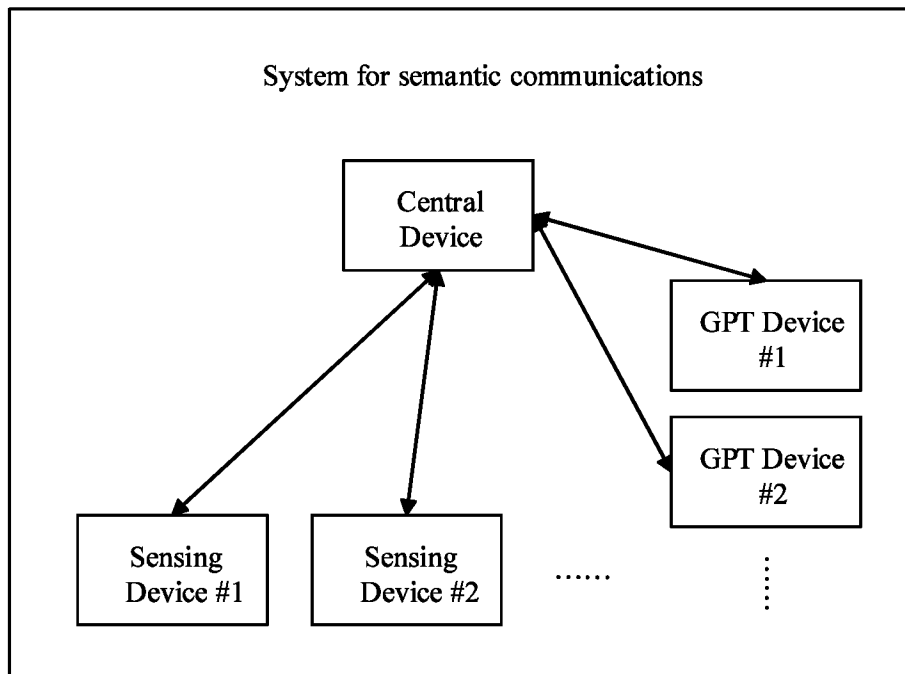 System for semantic communications
Central
Device
GPT Device
#1
GPT Device
#2
Sensing
Device #1
Sensing
Device #2
......
......